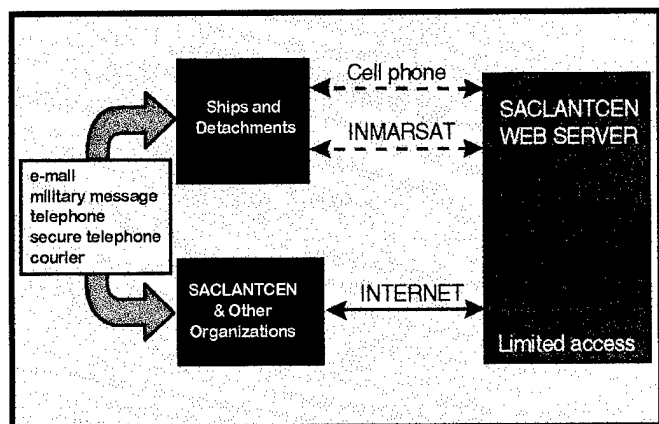 Cell phone
Ships and
Detachments
INMARSAT
SACLANTCEN
WEB SERVER
e-mail
military message
telephone
secure telephone
courier
SACLANTCEN
& Other
Organizations
INTERNET
Limited access